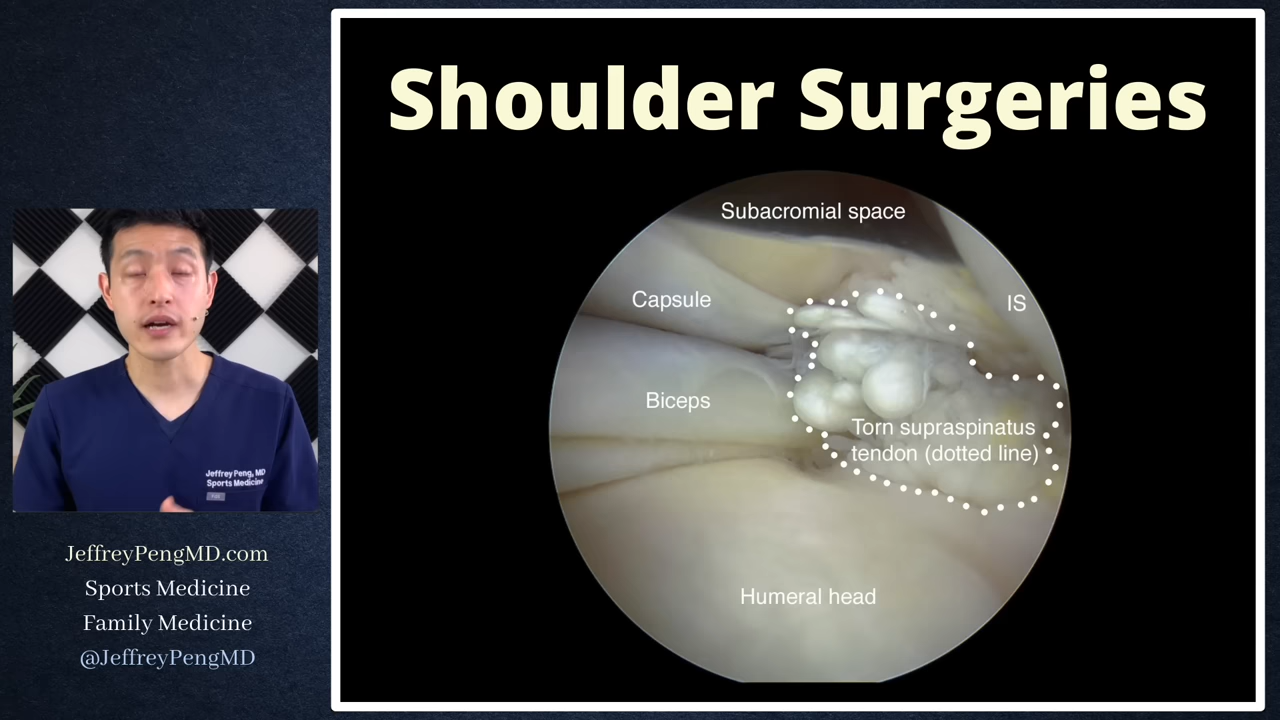 Shoulder Surgeries
Subacromial space
Capsule
IS
Biceps
Torn supraspinatus
tendon (dotted line)
Humeral head
Jeffrey Peng, MD
Sports Medicine
JeffreyPengMD.com
Sports Medicine
Family Medicine
@JeffreyPengMD